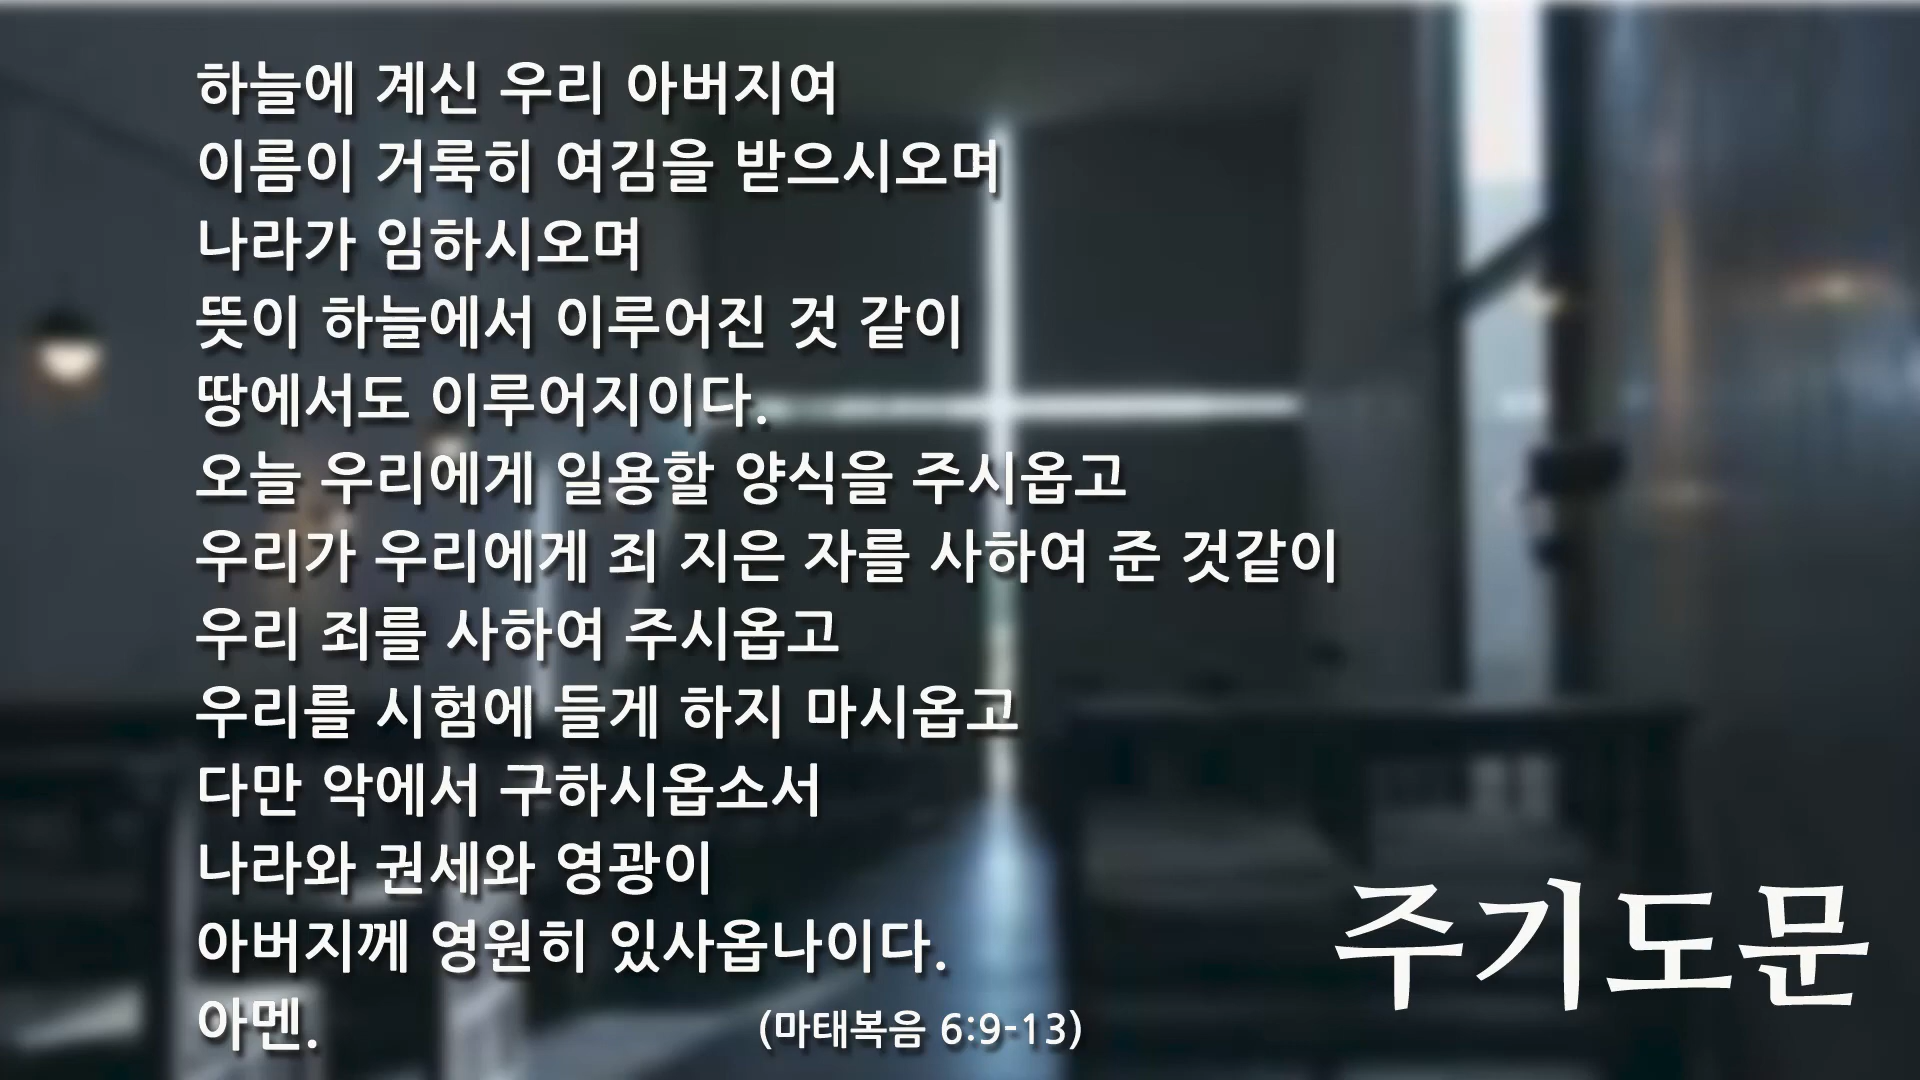 하늘에 계신 우리 아버지여
이름이 거룩히 여김을 받으시오며
나라가 임하시오며
뜻이 하늘에서 이루어진 것 같이
땅에서도 이루어지이다.
오늘 우리에게 일용할 양식을 주시옵고
우리가 우리에게 죄 지은 자를 사하여 준 것같이
우리 죄를 사하여 주시옵고
우리를 시험에 들게 하지 마시옵고
다만 악에서 구하시옵소서
나라와 권세와 영광이
아버지께 영원히 있사옵나이다.
아멘.
(마태복음 6:9-13)
주기도문